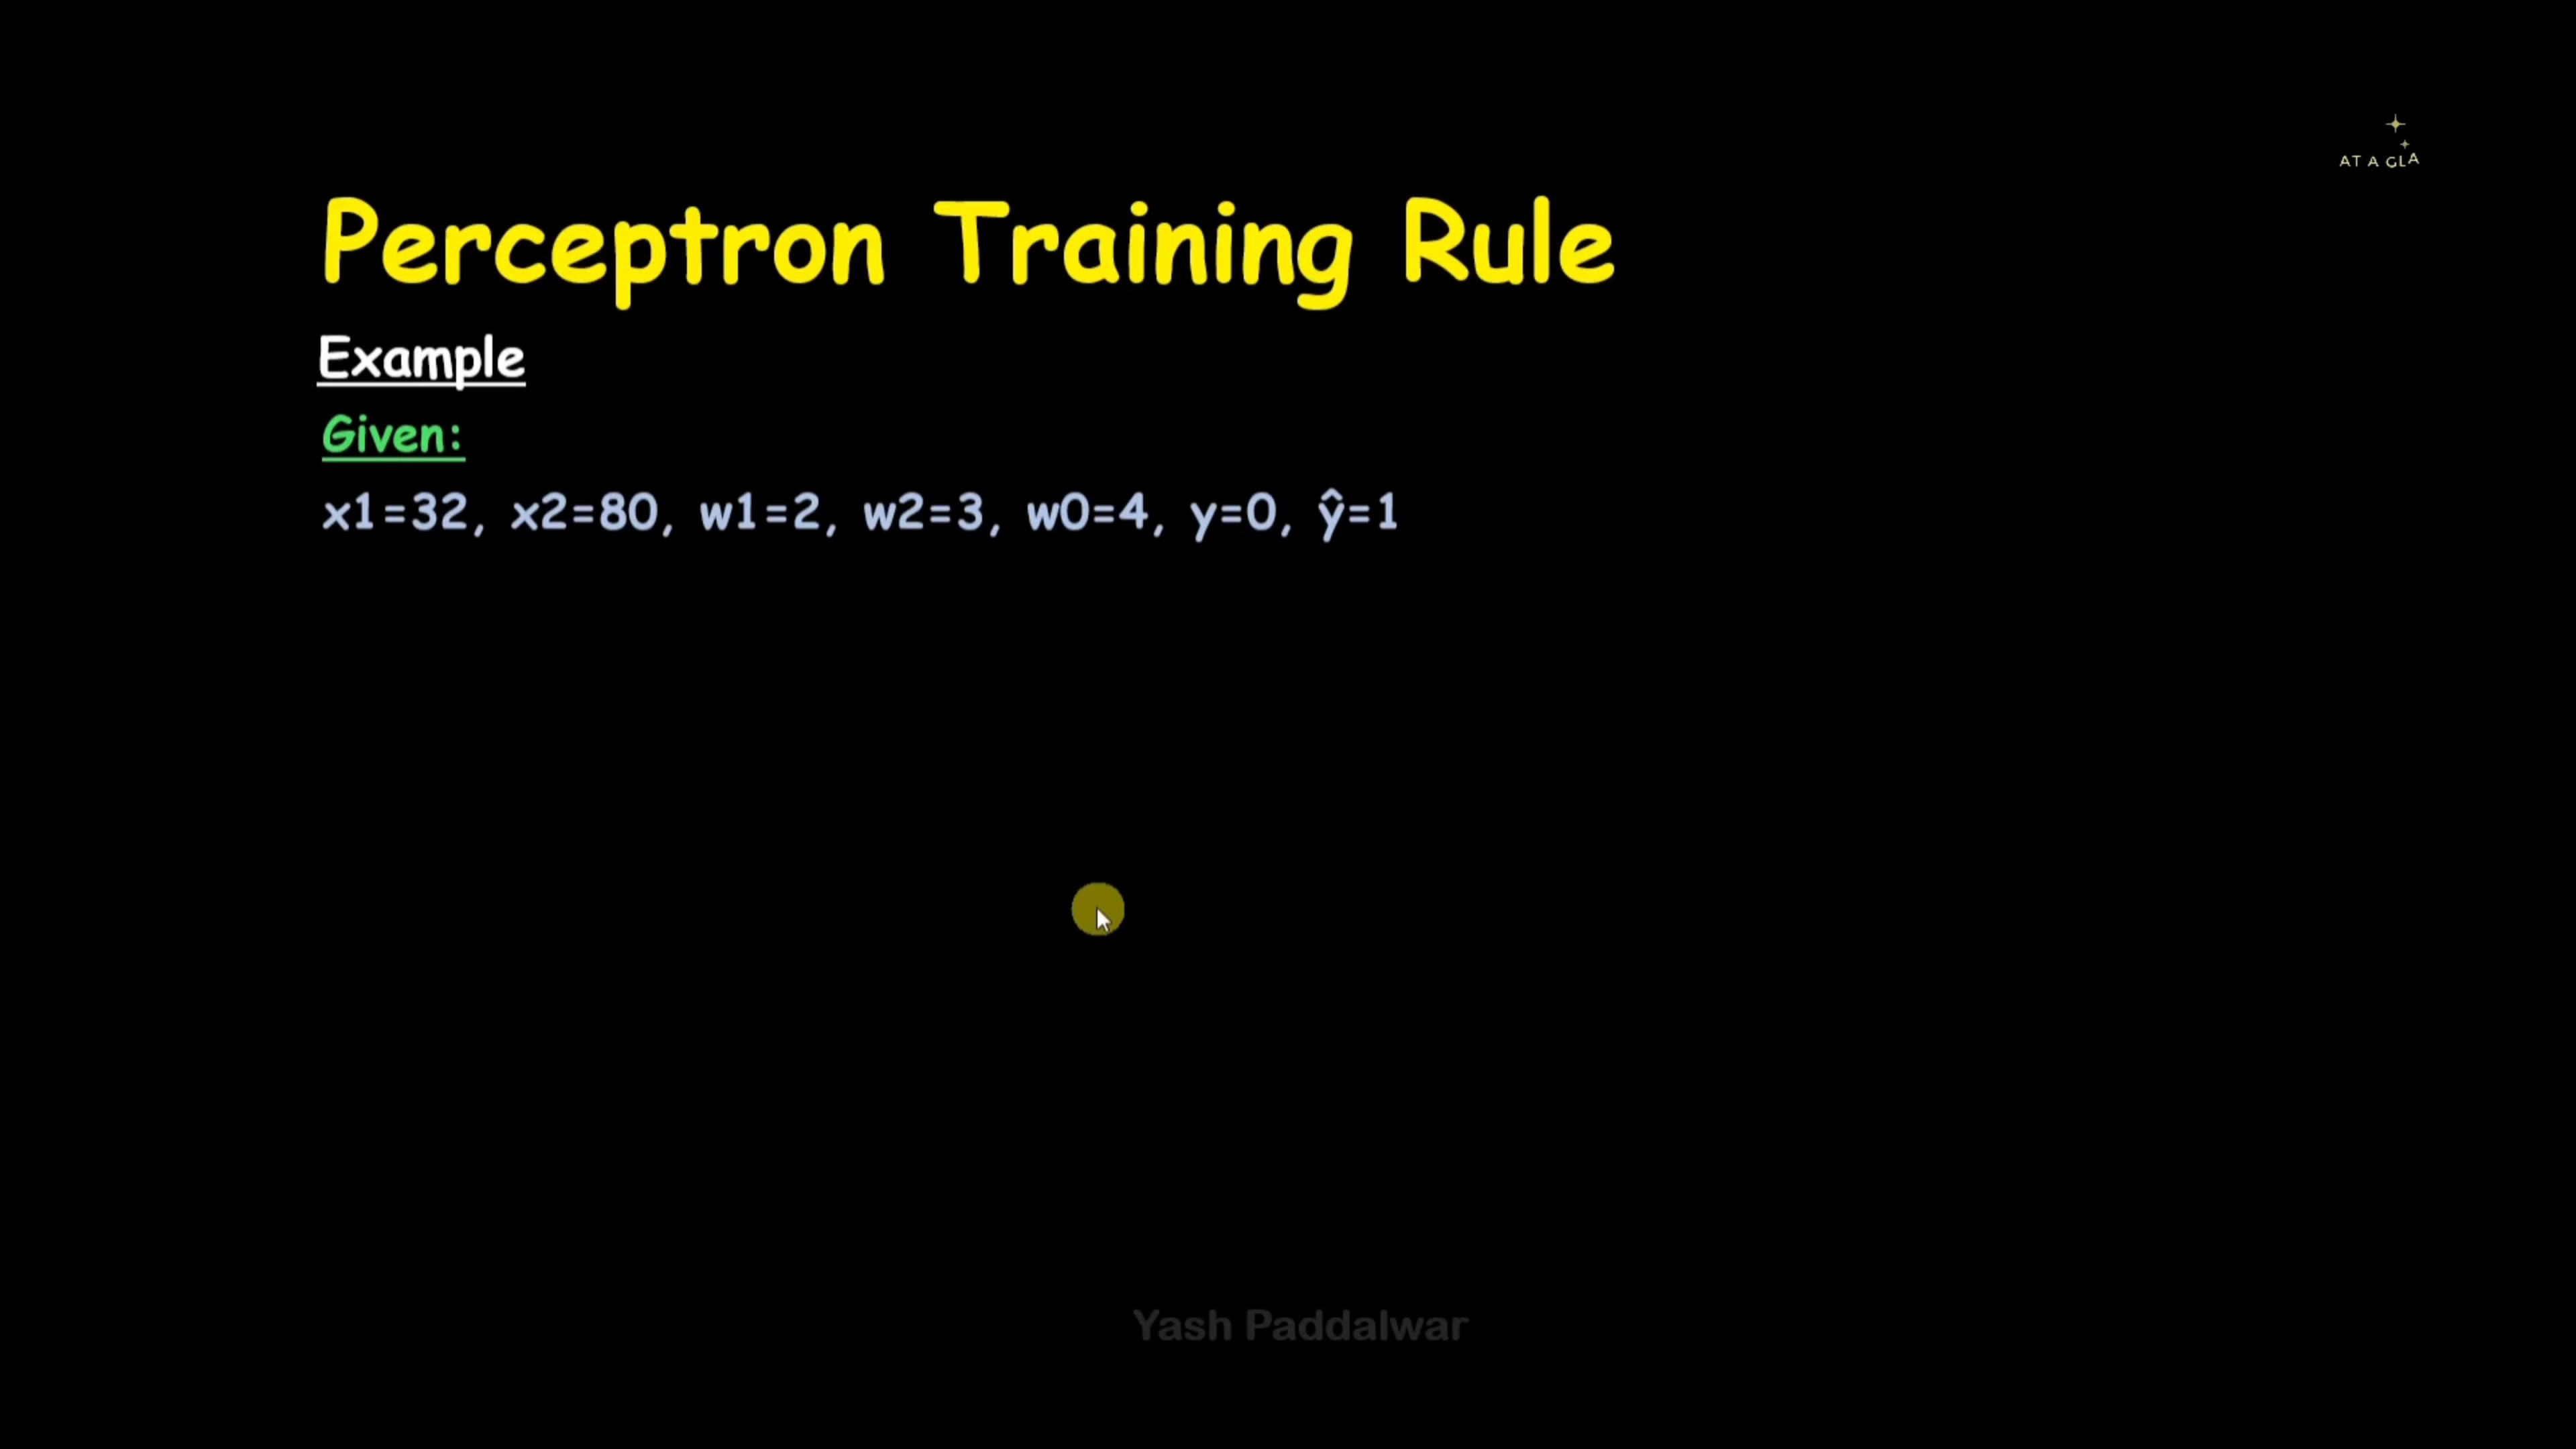 AT A GLA
Perceptron Training Rule
Example
Given:
x1=32, x2=80, w1=2, w2=3, w0=4, y=0, ŷ=1
Yash Paddalwar